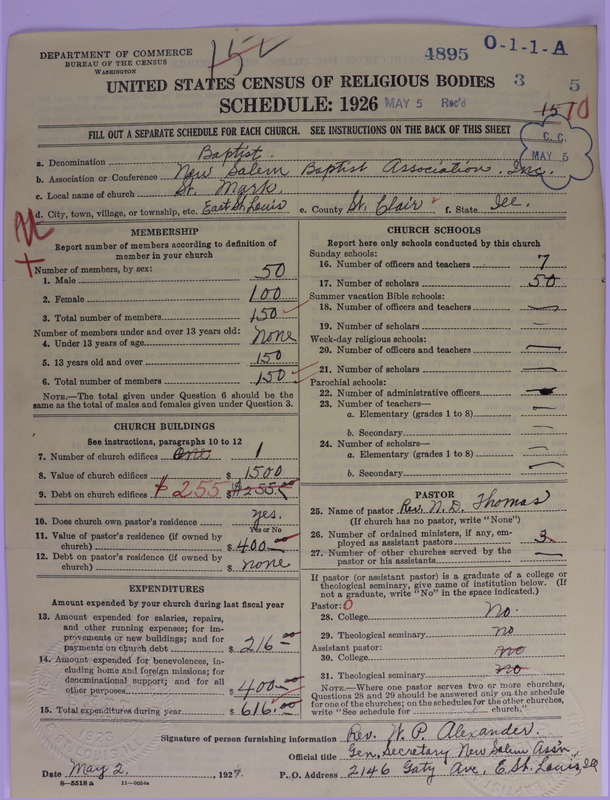 DEPARTMENT OF COMMERCE
BUREAU OF THE CENSUS
WASHINGTON
152
4895
O-1-1-A
UNITED STATES CENSUS OF RELIGIOUS BODIES
3 5
SCHEDULE: 1926
MAY 5 Rec'd
15 10
FILL OUT A SEPARATE SCHEDULE FOR EACH CHURCH. SEE INSTRUCTIONS ON THE BACK OF THIS SHEET
C. C.
MAY 5
a. Denomination Baptist.
b. Association or Conference New Salem Baptist Association. Inc.
c. Local name of church St. Mark.
d. City, town, village, or township, etc. East St. Louis e. County St. Clair f. State Ill.
MEMBERSHIP
Report number of members according to definition of
member in your church
Number of members, by sex:
1. Male 50
2. Female 100
3. Total number of members 150
Number of members under and over 13 years old:
4. Under 13 years of age none
5. 13 years old and over 150
6. Total number of members 150
NOTE.—The total given under Question 6 should be the
same as the total of males and females given under Question 3.
CHURCH BUILDINGS
See instructions, paragraphs 10 to 12
7. Number of church edifices One 1
8. Value of church edifices $ 1500
9. Debt on church edifices $255 $255.00
10. Does church own pastor's residence yes.
Yes or No
11. Value of pastor's residence (if owned by
church) $ 400.00
12. Debt on pastor's residence (if owned by
church) $ none
EXPENDITURES
Amount expended by your church during last fiscal year
13. Amount expended for salaries, repairs,
and other running expenses; for im-
provements or new buildings; and for
payments on church debt $ 216.00
14. Amount expended for benevolences, in-
cluding home and foreign missions; for
denominational support; and for all
other purposes $ 400.00
15. Total expenditures during year $ 616.00
CHURCH SCHOOLS
Report here only schools conducted by this church
Sunday schools:
16. Number of officers and teachers 7
17. Number of scholars 50
Summer vacation Bible schools:
18. Number of officers and teachers —
19. Number of scholars —
Week-day religious schools:
20. Number of officers and teachers —
21. Number of scholars —
Parochial schools:
22. Number of administrative officers —
23. Number of teachers—
a. Elementary (grades 1 to 8) —
b. Secondary —
24. Number of scholars—
a. Elementary (grades 1 to 8) —
b. Secondary —
PASTOR
25. Name of pastor Rev. N. D. Thomas
(If church has no pastor, write "None")
26. Number of ordained ministers, if any, em-
ployed as assistant pastors 3
27. Number of other churches served by the
pastor or his assistants —
If pastor (or assistant pastor) is a graduate of a college or
theological seminary, give name of institution below. (If
not a graduate, write "No" in the space indicated.)
Pastor: 0
28. College No.
29. Theological seminary no
Assistant pastor:
30. College no
31. Theological seminary no
NOTE.—Where one pastor serves two or more churches,
Questions 28 and 29 should be answered only on the schedule
for one of the churches; on the schedules for the other churches,
write "See schedule for church."
Signature of person furnishing information Rev. W. P. Alexander.
Official title Gen. Secretary New Salem Ass'n
Date May 2, 1927.
P. O. Address 2146 Gaty Ave, E. St. Louis, Ill
8—5518 a 11—9054a